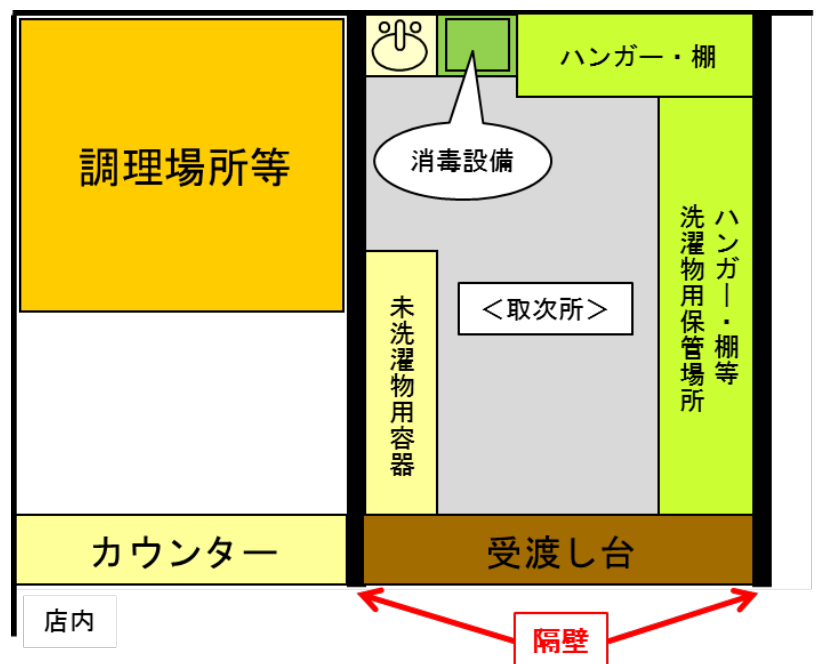 調理場所等
ハンガー・棚
消毒設備
ハンガー・棚等
洗濯物用保管場所
未洗濯物用容器
＜取次所＞
カウンター
受渡し台
店内
隔壁